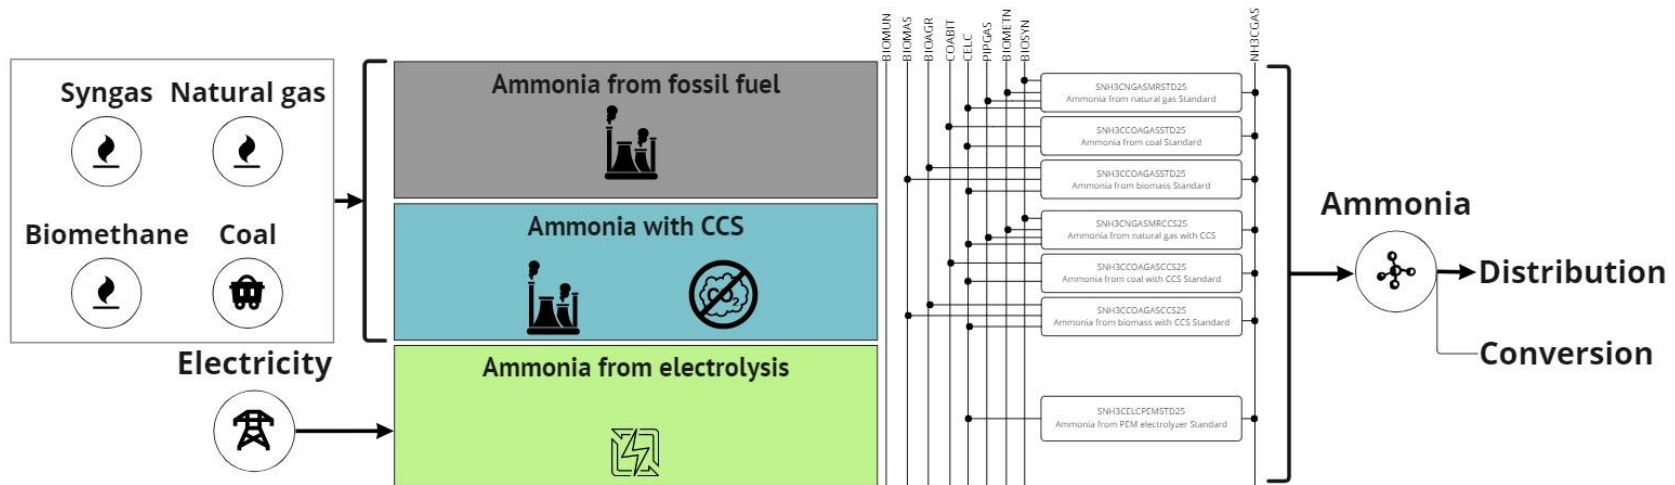 Syngas
Natural gas
Biomethane
Coal
Electricity
Ammonia from fossil fuel
Ammonia with CCS
CO2
Ammonia from electrolysis
BIOMUN
BIOMAS
BIOAGR
COABIT
CELC
PIPGAS
BIOMETN
BIOSYN
NH3CGAS
SNH3CNGASMRSTD25
Ammonia from natural gas Standard
SNH3CCOAGASSTD25
Ammonia from coal Standard
SNH3CCOAGASSTD25
Ammonia from biomass Standard
SNH3CNGASMRCCS25
Ammonia from natural gas with CCS
SNH3CCOAGASCCS25
Ammonia from coal with CCS Standard
SNH3CCOAGASCCS25
Ammonia from biomass with CCS Standard
SNH3CELCPEMSTD25
Ammonia from PEM electrolyzer Standard
Ammonia
Distribution
Conversion